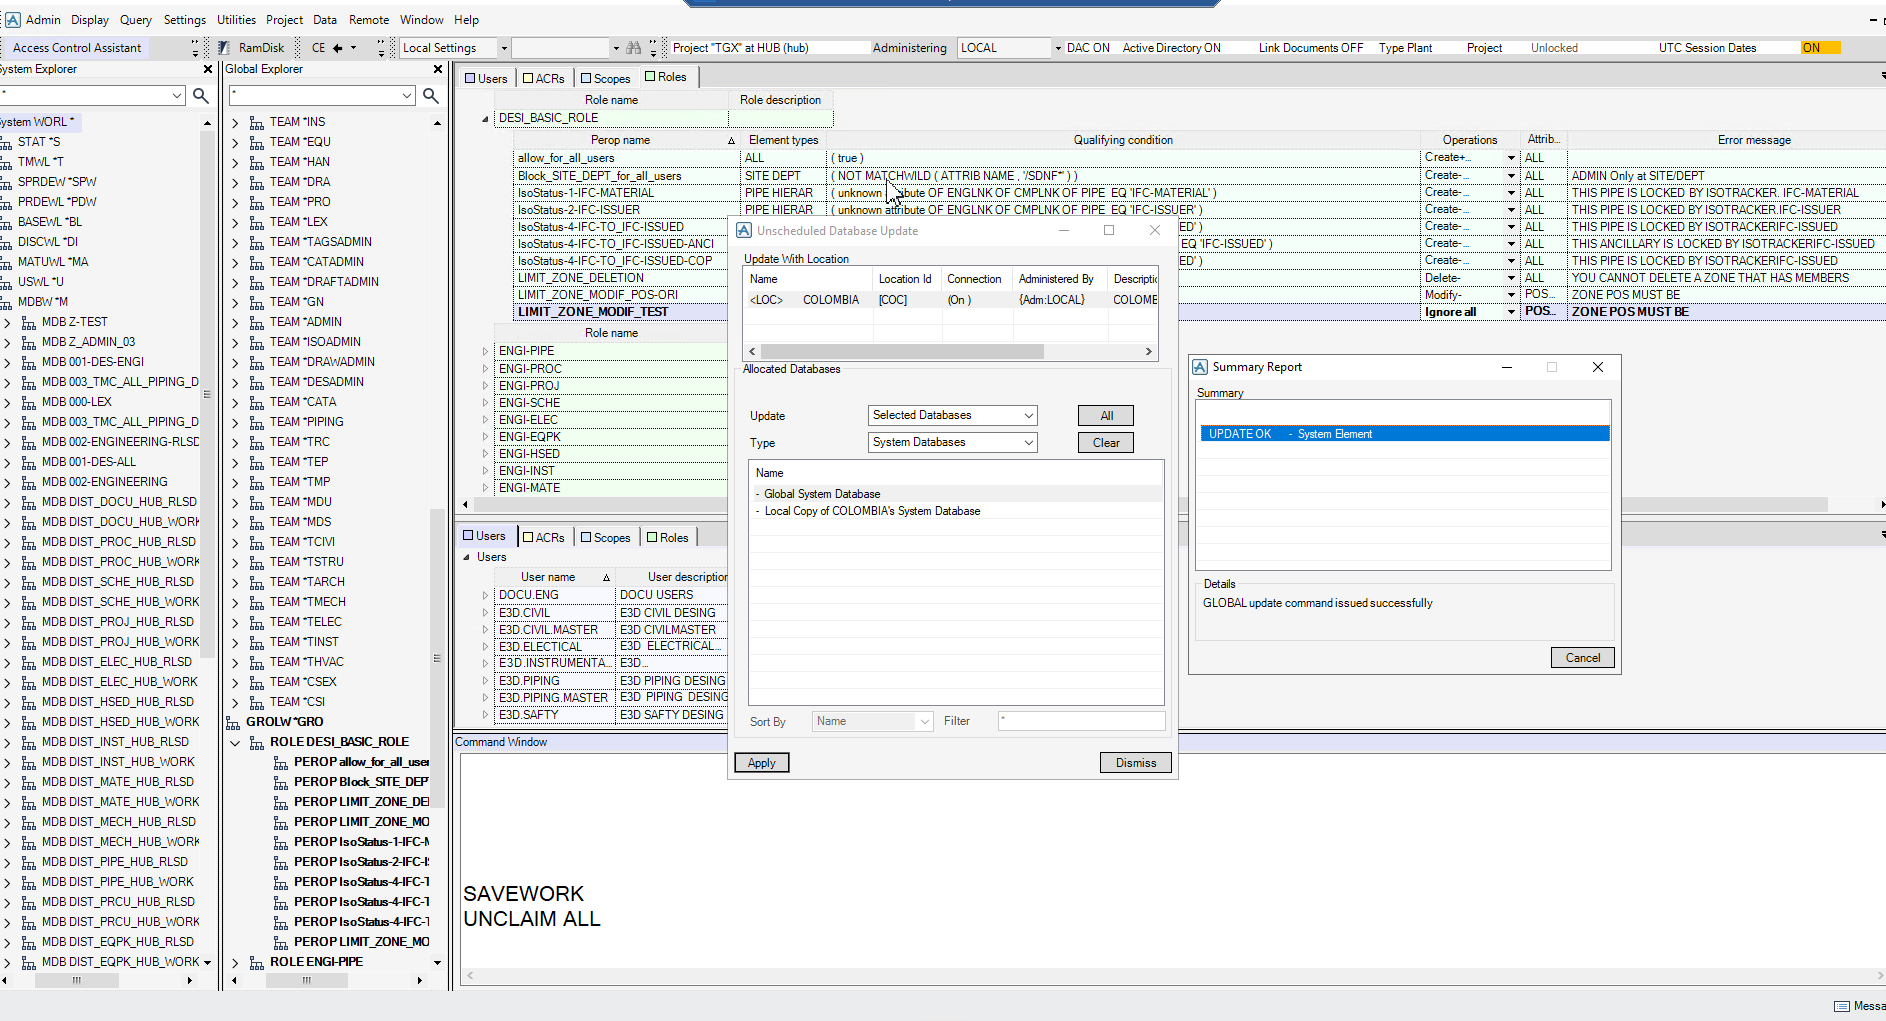 Admin Display Query Settings Utilities Project Data Remote Window Help
Access Control Assistant RamDisk CE Local Settings Project "TGX" at HUB (hub) Administering LOCAL DAC ON Active Directory ON Link Documents OFF Type Plant Project Unlocked UTC Session Dates ON
System Explorer
*
System WORL *
STAT *S
TMWL *T
SPRDEW *SPW
PRDEWL *PDW
BASEWL *BL
DISCWL *DI
MATUWL *MA
USWL *U
MDBW *M
MDB Z-TEST
MDB Z_ADMIN_03
MDB 001-DES-ENGI
MDB 003_TMC_ALL_PIPING_D
MDB 000-LEX
MDB 003_TMC_ALL_PIPING_D
MDB 002-ENGINEERING-RLSD
MDB 001-DES-ALL
MDB 002-ENGINEERING
MDB DIST_DOCU_HUB_RLSD
MDB DIST_DOCU_HUB_WORK
MDB DIST_PROC_HUB_RLSD
MDB DIST_PROC_HUB_WORK
MDB DIST_SCHE_HUB_RLSD
MDB DIST_SCHE_HUB_WORK
MDB DIST_PROJ_HUB_RLSD
MDB DIST_PROJ_HUB_WORK
MDB DIST_ELEC_HUB_RLSD
MDB DIST_ELEC_HUB_WORK
MDB DIST_HSED_HUB_RLSD
MDB DIST_HSED_HUB_WORK
MDB DIST_INST_HUB_RLSD
MDB DIST_INST_HUB_WORK
MDB DIST_MATE_HUB_RLSD
MDB DIST_MATE_HUB_WORK
MDB DIST_MECH_HUB_RLSD
MDB DIST_MECH_HUB_WORK
MDB DIST_PIPE_HUB_RLSD
MDB DIST_PIPE_HUB_WORK
MDB DIST_PRCU_HUB_RLSD
MDB DIST_PRCU_HUB_WORK
MDB DIST_EQPK_HUB_RLSD
MDB DIST_EQPK_HUB_WORK
Global Explorer
*
TEAM *INS
TEAM *EQU
TEAM *HAN
TEAM *DRA
TEAM *PRO
TEAM *LEX
TEAM *TAGSADMIN
TEAM *CATADMIN
TEAM *DRAFTADMIN
TEAM *GN
TEAM *ADMIN
TEAM *ISOADMIN
TEAM *DRAWADMIN
TEAM *DESADMIN
TEAM *CATA
TEAM *PIPING
TEAM *TRC
TEAM *TEP
TEAM *TMP
TEAM *MDU
TEAM *MDS
TEAM *TCIVI
TEAM *TSTRU
TEAM *TARCH
TEAM *TMECH
TEAM *TELEC
TEAM *TINST
TEAM *THVAC
TEAM *CSEX
TEAM *CSI
GROLW *GRO
ROLE DESI_BASIC_ROLE
PEROP allow_for_all_user
PEROP Block_SITE_DEP
PEROP LIMIT_ZONE_DE
PEROP LIMIT_ZONE_MO
PEROP IsoStatus-1-IFC-M
PEROP IsoStatus-2-IFC-I
PEROP IsoStatus-4-IFC-T
PEROP IsoStatus-4-IFC-T
PEROP IsoStatus-4-IFC-T
PEROP LIMIT_ZONE_MO
ROLE ENGI-PIPE
Users ACRs Scopes Roles
Role name Role description
DESI_BASIC_ROLE
Perop name Element types Qualifying condition Operations Attrib... Error message
allow_for_all_users ALL ( true ) Create+... ALL
Block_SITE_DEPT_for_all_users SITE DEPT ( NOT MATCHWILD ( ATTRIB NAME , '/SDNF*' ) ) Create-... ALL ADMIN Only at SITE/DEPT
IsoStatus-1-IFC-MATERIAL PIPE HIERAR ( unknown attribute OF ENGLNK OF CMPLNK OF PIPE EQ 'IFC-MATERIAL' ) Create-... ALL THIS PIPE IS LOCKED BY ISOTRACKER. IFC-MATERIAL
IsoStatus-2-IFC-ISSUER PIPE HIERAR ( unknown attribute OF ENGLNK OF CMPLNK OF PIPE EQ 'IFC-ISSUER' ) Create-... ALL THIS PIPE IS LOCKED BY ISOTRACKER.IFC-ISSUER
IsoStatus-4-IFC-TO_IFC-ISSUED ED' ) Create-... ALL THIS PIPE IS LOCKED BY ISOTRACKERIFC-ISSUED
IsoStatus-4-IFC-TO_IFC-ISSUED-ANCI EQ 'IFC-ISSUED' ) Create-... ALL THIS ANCILLARY IS LOCKED BY ISOTRACKERIFC-ISSUED
IsoStatus-4-IFC-TO_IFC-ISSUED-COP ED' ) Create-... ALL THIS PIPE IS LOCKED BY ISOTRACKERIFC-ISSUED
LIMIT_ZONE_DELETION Delete- ALL YOU CANNOT DELETE A ZONE THAT HAS MEMBERS
LIMIT_ZONE_MODIF_POS-ORI Modify- POS... ZONE POS MUST BE
LIMIT_ZONE_MODIF_TEST Ignore all POS... ZONE POS MUST BE
Role name
ENGI-PIPE
ENGI-PROC
ENGI-PROJ
ENGI-SCHE
ENGI-ELEC
ENGI-EQPK
ENGI-HSED
ENGI-INST
ENGI-MATE
Users ACRs Scopes Roles
Users
User name User description
DOCU.ENG DOCU USERS
E3D.CIVIL E3D CIVIL DESING
E3D.CIVIL.MASTER E3D CIVILMASTER
E3D.ELECTICAL E3D ELECTRICAL...
E3D.INSTRUMENTA... E3D...
E3D.PIPING E3D PIPING DESING
E3D.PIPING.MASTER E3D PIPING DESING
E3D.SAFTY E3D SAFTY DESING
Unscheduled Database Update
Update With Location
Name Location Id Connection Administered By Descriptio
<LOC> COLOMBIA [COC] (On ) {Adm:LOCAL} COLOMB
Allocated Databases
Update Selected Databases All
Type System Databases Clear
Name
- Global System Database
- Local Copy of COLOMBIA's System Database
Sort By Name Filter *
Apply Dismiss
Summary Report
Summary
UPDATE OK - System Element
Details
GLOBAL update command issued successfully
Cancel
Command Window
SAVEWORK
UNCLAIM ALL